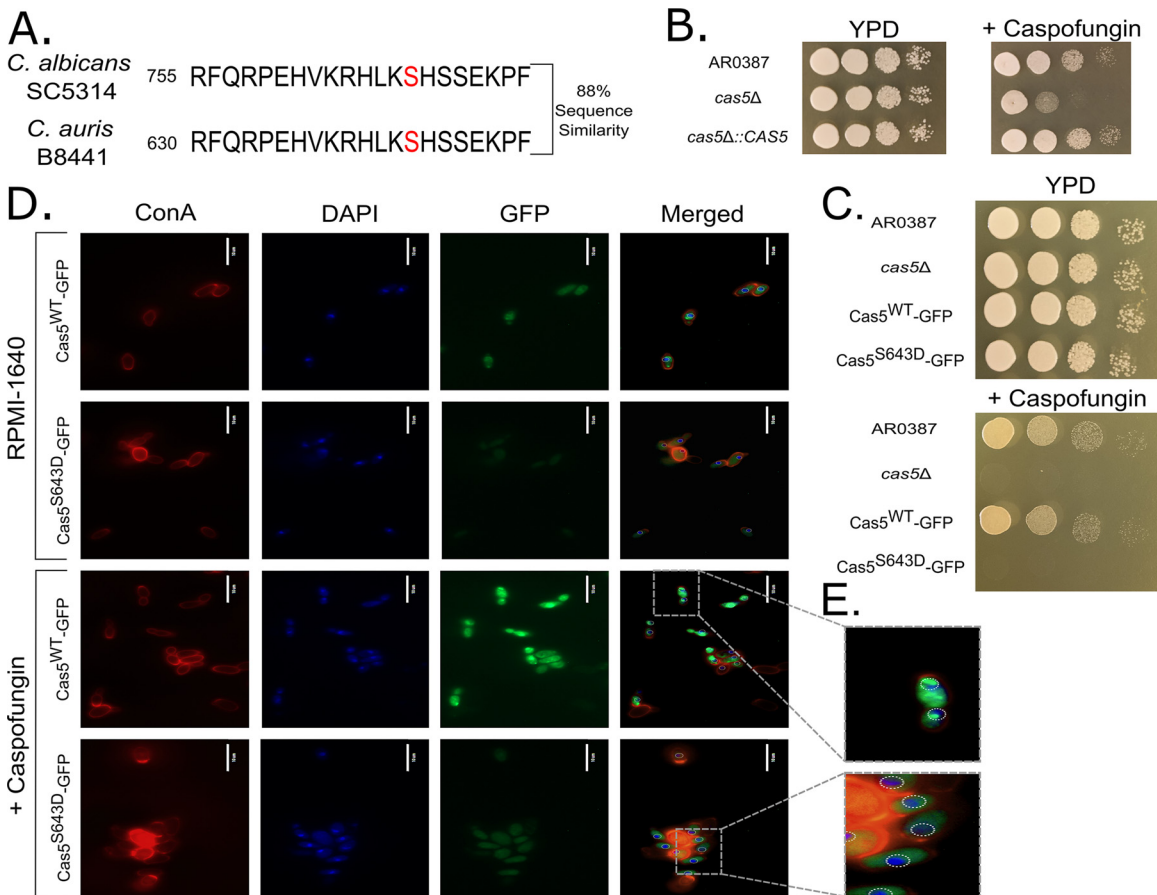 A.
C. albicans
SC5314
755 RFQRPEHVKRHLKSHSSEKPF
C. auris
B8441
630 RFQRPEHVKRHLKSHSSEKPF
88%
Sequence
Similarity
B.
YPD
+ Caspofungin
AR0387
cas5Δ
cas5Δ::CAS5
C.
YPD
AR0387
cas5Δ
Cas5WT-GFP
Cas5S643D-GFP
+ Caspofungin
AR0387
cas5Δ
Cas5WT-GFP
Cas5S643D-GFP
D.
ConA
DAPI
GFP
Merged
RPMI-1640
Cas5WT-GFP
Cas5S643D-GFP
+ Caspofungin
Cas5WT-GFP
Cas5S643D-GFP
E.